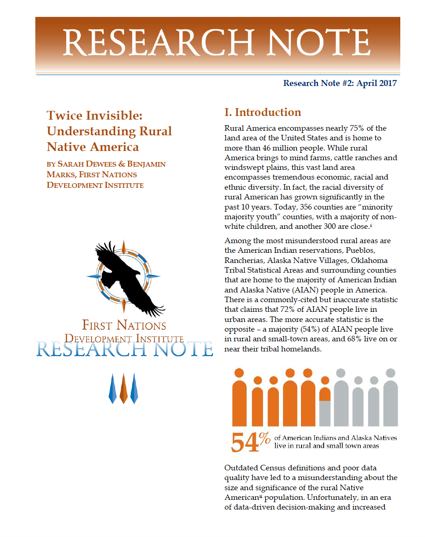 RESEARCH NOTE
Research Note #2: April 2017
Twice Invisible:
Understanding Rural
Native America
BY SARAH DEWEES & BENJAMIN
MARKS, FIRST NATIONS
DEVELOPMENT INSTITUTE
FIRST NATIONS
DEVELOPMENT INSTITUTE
RESEARCH NOTE
I. Introduction
Rural America encompasses nearly 75% of the
land area of the United States and is home to
more than 46 million people. While rural
America brings to mind farms, cattle ranches and
windswept plains, this vast land area
encompasses tremendous economic, racial and
ethnic diversity. In fact, the racial diversity of
rural American has grown significantly in the
past 10 years. Today, 356 counties are “minority
majority youth” counties, with a majority of non-
white children, and another 300 are close.i
Among the most misunderstood rural areas are
the American Indian reservations, Pueblos,
Rancherias, Alaska Native Villages, Oklahoma
Tribal Statistical Areas and surrounding counties
that are home to the majority of American Indian
and Alaska Native (AIAN) people in America.
There is a commonly-cited but inaccurate statistic
that claims that 72% of AIAN people live in
urban areas. The more accurate statistic is the
opposite – a majority (54%) of AIAN people live
in rural and small-town areas, and 68% live on or
near their tribal homelands.
54% of American Indians and Alaska Natives
live in rural and small town areas
Outdated Census definitions and poor data
quality have led to a misunderstanding about the
size and significance of the rural Native
Americanii population. Unfortunately, in an era
of data-driven decision-making and increased